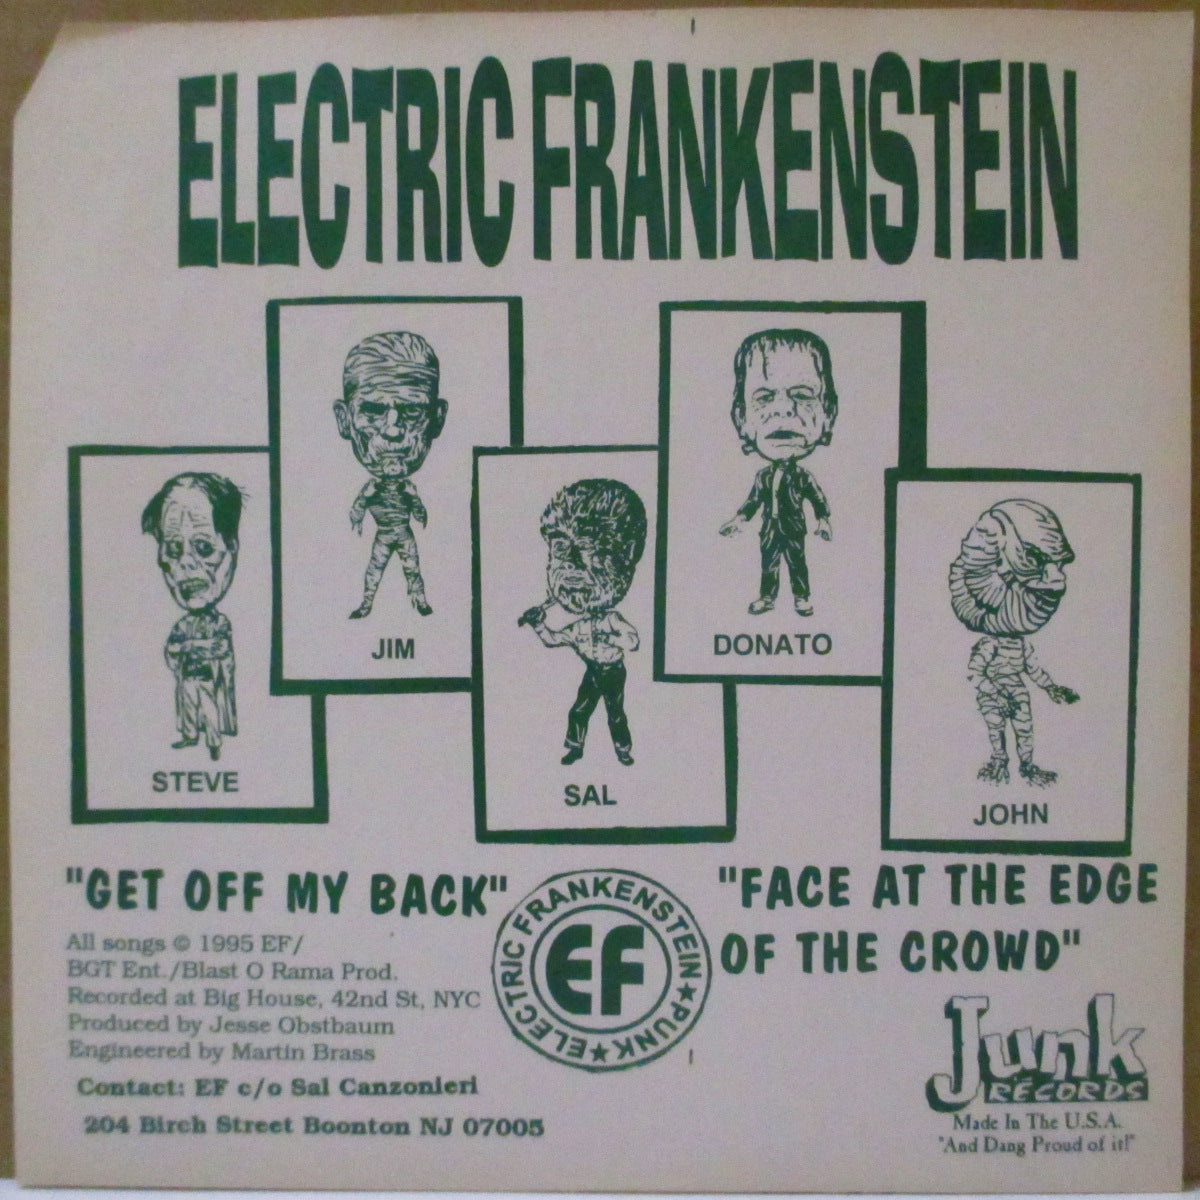 ELECTRIC FRANKENSTEIN
JIM
DONATO
STEVE
SAL
JOHN
"GET OFF MY BACK"
All songs © 1995 EF/
BGT Ent./Blast O Rama Prod.
Recorded at Big House, 42nd St, NYC
Produced by Jesse Obstbaum
Engineered by Martin Brass
Contact: EF c/o Sal Canzonieri
204 Birch Street Boonton NJ 07005
ELECTRIC FRANKENSTEIN★PUNK★
EF
"FACE AT THE EDGE
OF THE CROWD"
Junk
RECORDS
Made In The U.S.A.
"And Dang Proud of it!"